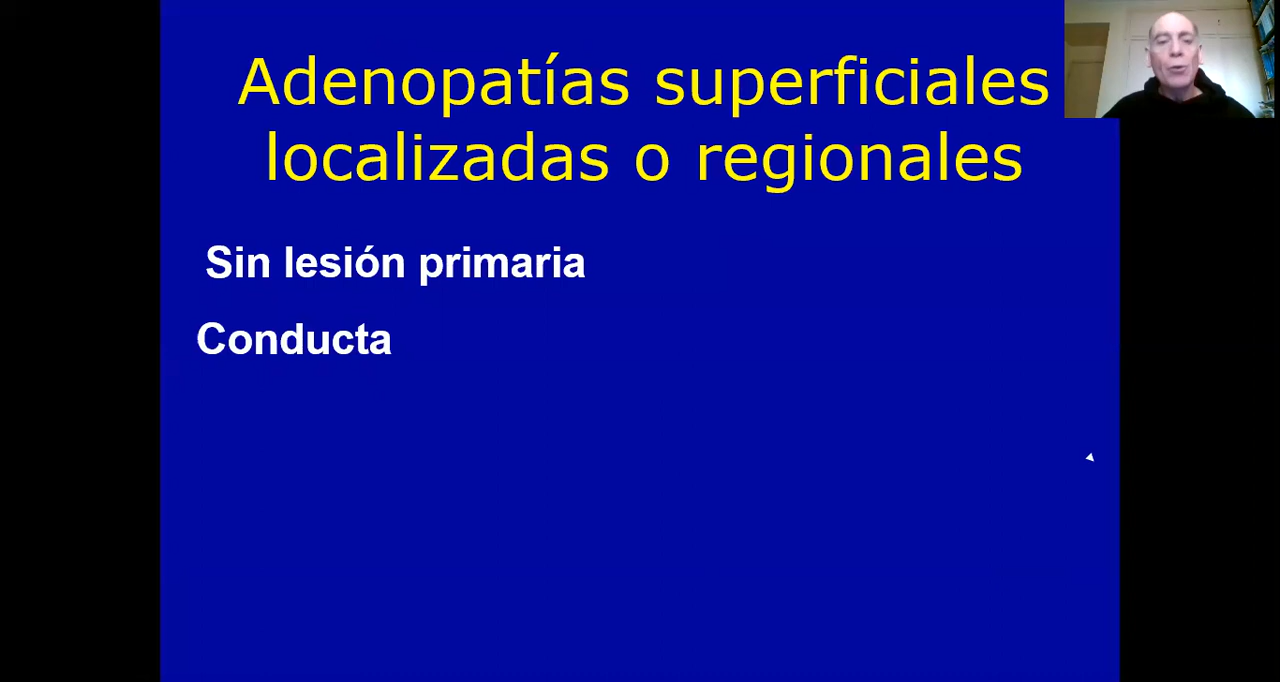 Adenopatías superficiales
localizadas o regionales
Sin lesión primaria
Conducta